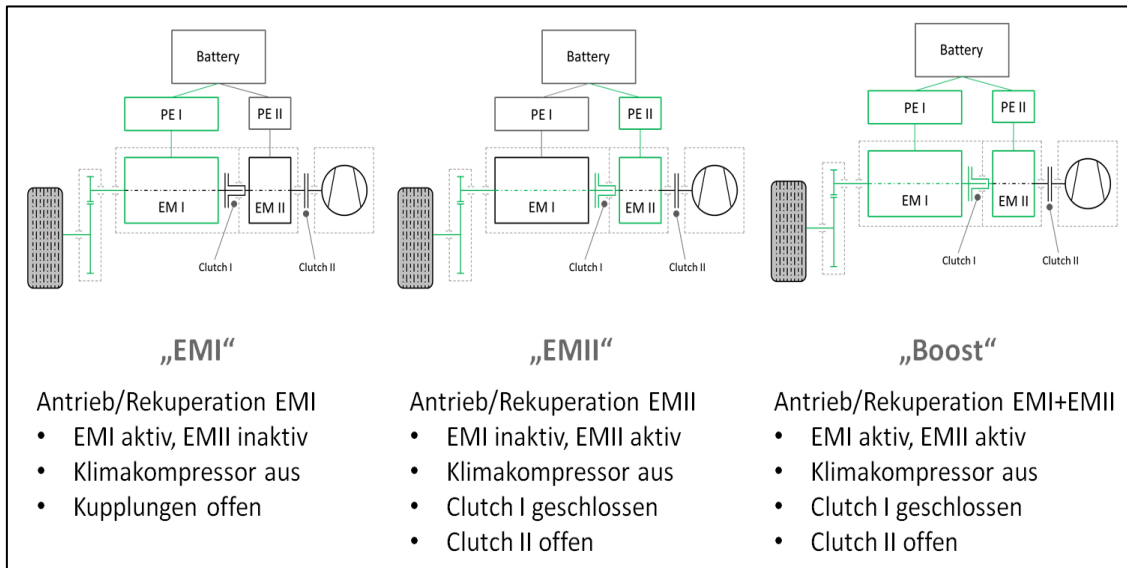 Battery
PE I
PE II
EM I
EM II
Clutch I
Clutch II
„EMI“
Antrieb/Rekuperation EMI
• EMI aktiv, EMII inaktiv
• Klimakompressor aus
• Kupplungen offen
Battery
PE I
PE II
EM I
EM II
Clutch I
Clutch II
„EMII“
Antrieb/Rekuperation EMII
• EMI inaktiv, EMII aktiv
• Klimakompressor aus
• Clutch I geschlossen
• Clutch II offen
Battery
PE I
PE II
EM I
EM II
Clutch I
Clutch II
„Boost“
Antrieb/Rekuperation EMI+EMII
• EMI aktiv, EMII aktiv
• Klimakompressor aus
• Clutch I geschlossen
• Clutch II offen